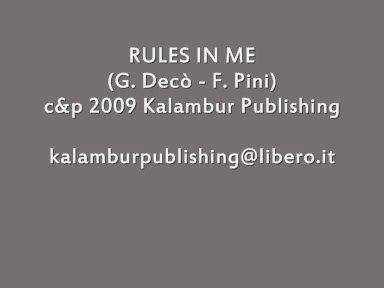 RULES IN ME
(G. Decò - F. Pini)
c&p 2009 Kalambur Publishing
kalamburpublishing@libero.it